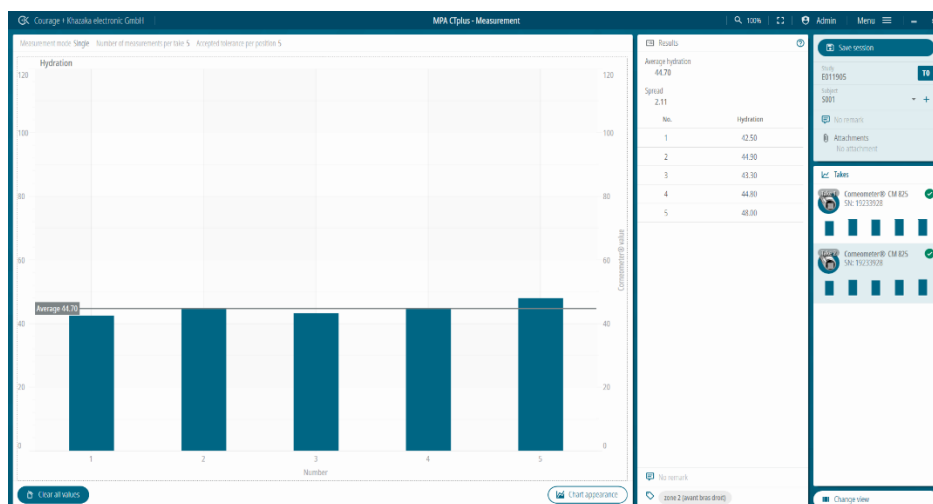 Courage + Khazaka electronic GmbH
MPA CTplus - Measurement
100%
Admin
Menu
Measurement mode Single Number of measurements per take 5 Accepted tolerance per position 5
Hydration
120
100
80
60
40
20
0
Average 44.70
120
100
80
60
40
20
0
Corneometer® value
1 2 3 4 5
Number
Clear all values
Chart appearance
Results
Average hydration
44.70
Spread
2.11
No. Hydration
1 42.50
2 44.90
3 43.30
4 44.80
5 48.00
No remark
zone 2 (avant bras droit)
Save session
Study
E011905
T0
Subject
S001
No remark
Attachments
No attachment
Takes
Corneometer® CM 825
SN: 19233928
Corneometer® CM 825
SN: 19233928
Change view